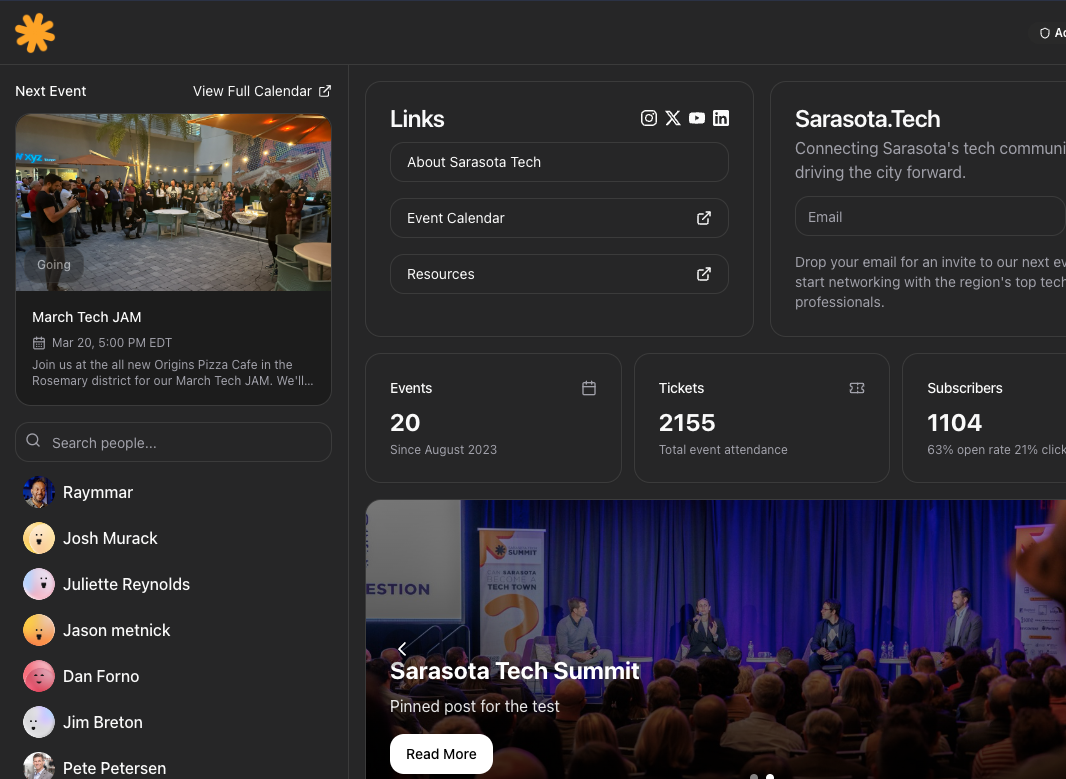 Next Event
View Full Calendar
Going
March Tech JAM
Mar 20, 5:00 PM EDT
Join us at the all new Origins Pizza Cafe in the
Rosemary district for our March Tech JAM. We'll...
Search people...
Raymmar
Josh Murack
Juliette Reynolds
Jason metnick
Dan Forno
Jim Breton
Pete Petersen
Links
About Sarasota Tech
Event Calendar
Resources
Sarasota.Tech
Connecting Sarasota's tech
driving the city forward.
Email
Drop your email for an invite to our next
start networking with the region's top tech
professionals.
Events
20
Since August 2023
Tickets
2155
Total event attendance
Subscribers
1104
63% open rate 21% click
SUMMIT
CAN SARASOTA
BECOME A
TECH TOWN
?
Sarasota Tech Summit
Pinned post for the test
Read More